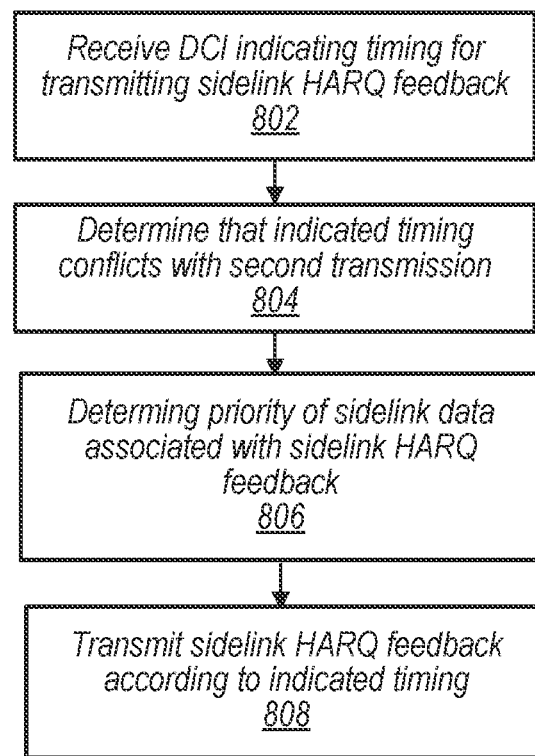 Receive DCI indicating timing for
transmitting sidelink HARQ feedback
802
Determine that indicated timing
conflicts with second transmission
804
Determing priority of sidelink data
associated with sidelink HARQ
feedback
806
Transmit sidelink HARQ feedback
according to indicated timing
808